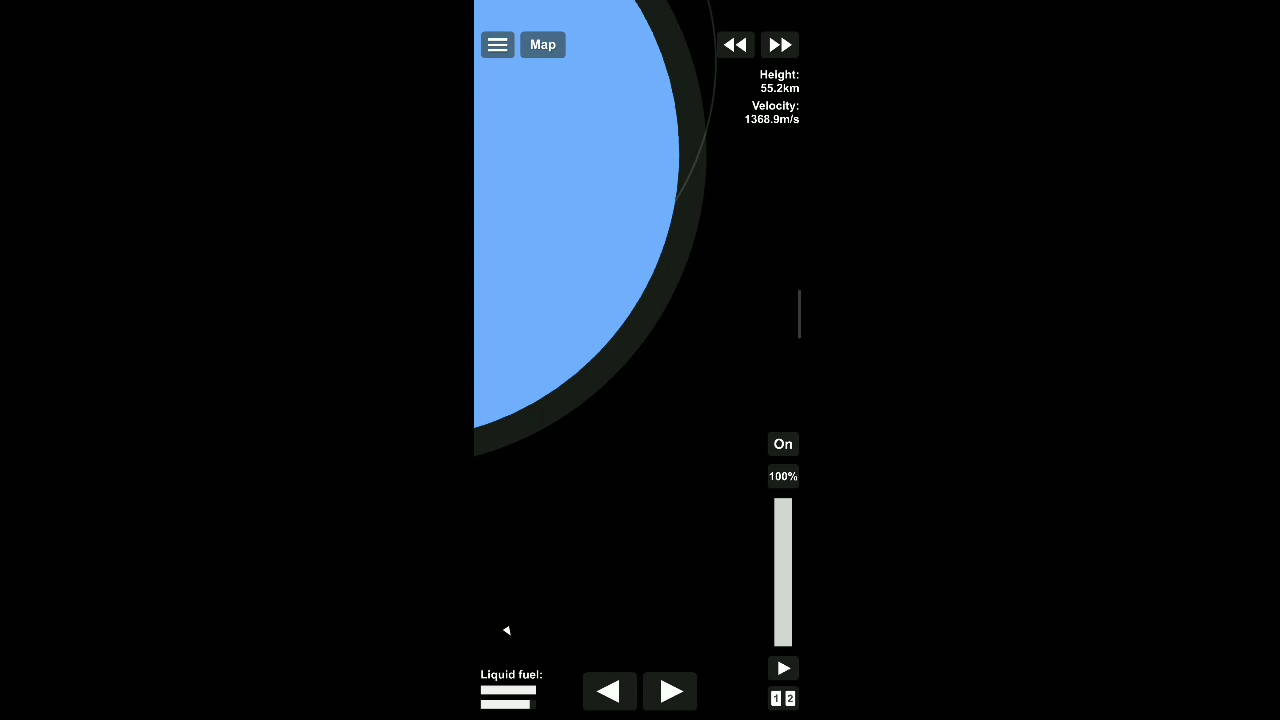 Map
Height:
55.2km
Velocity:
1368.9m/s
On
100%
Liquid fuel:
1 2